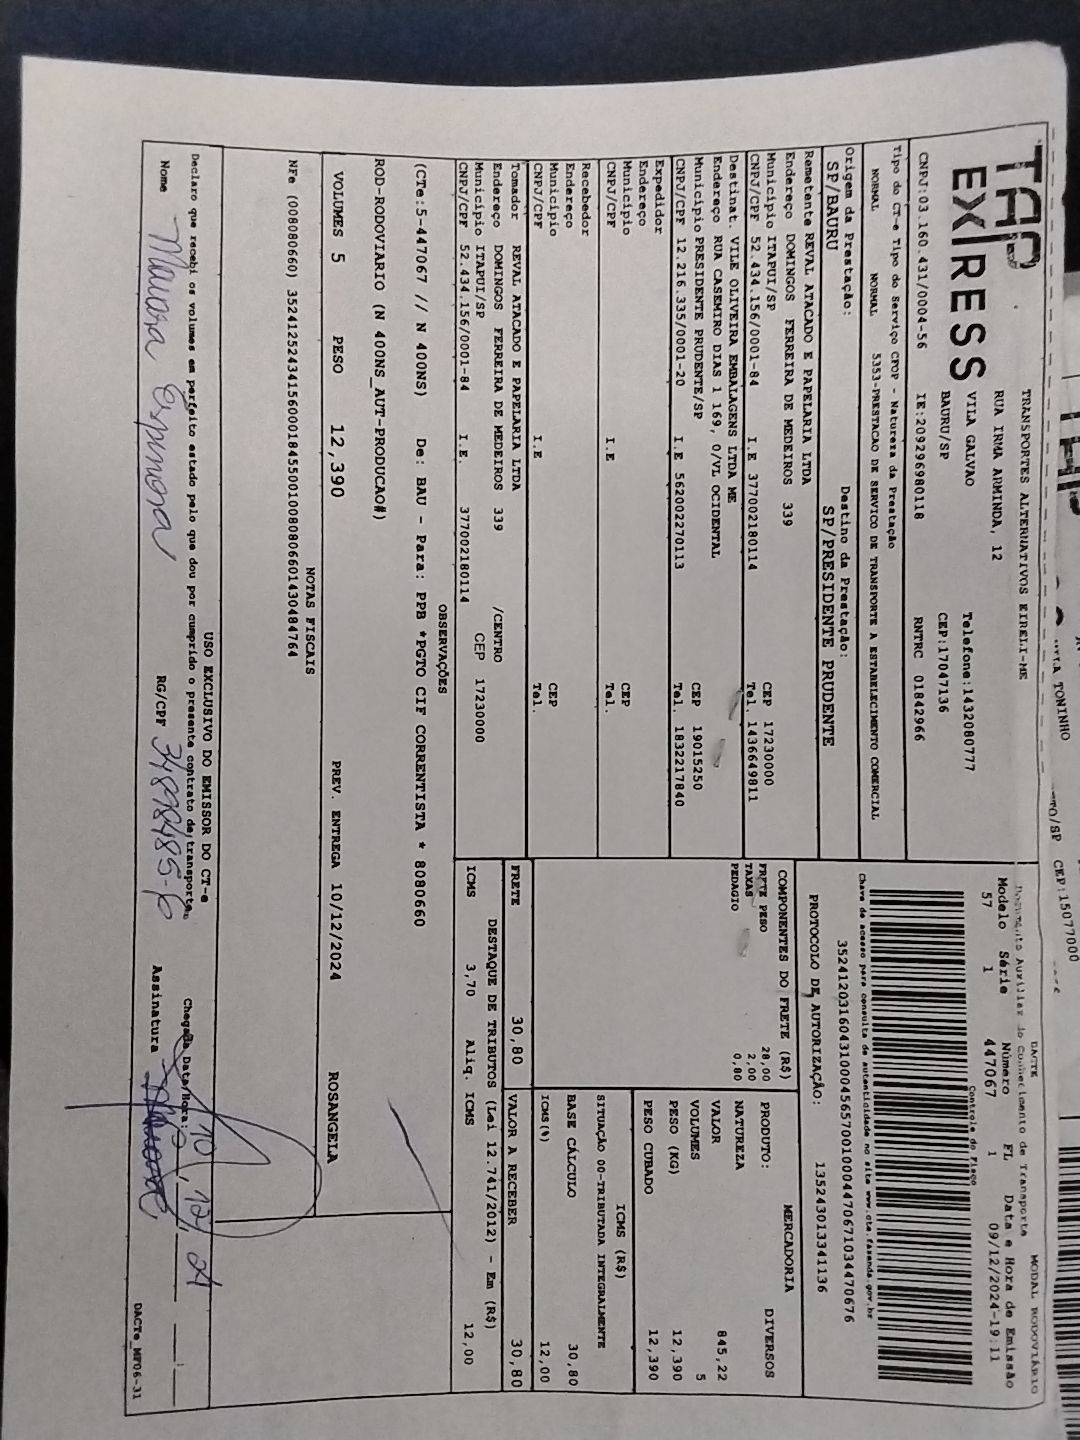 TAP EXPRESS
TRANSPORTES ALTERNATIVOS EIRELI-ME
RUA IRMA ARMINDA, 12
VILA GALVAO Telefone:1432080777
BAURU/SP CEP:17047136
CNPJ:03.160.431/0004-56 IE:209296980118 RNTRC 01842966
DACTE MODAL RODOVIÁRIO
Documento Auxiliar do Conhecimento de Transporte
Modelo Série Número FL Data e Hora de Emissão
57 1 447067 1 09/12/2024-19:11
Controle do Fisco
Tipo do CT-e Tipo do Serviço CFOP - Natureza da Prestação
NORMAL NORMAL 5353-PRESTACAO DE SERVICO DE TRANSPORTE A ESTABELECIMENTO COMERCIAL
Chave de acesso para consulta de autenticidade no site www.cte.fazenda.gov.br
35241203160431000456570010004470671034470676
Origem da Prestação: Destino da Prestação:
SP/BAURU SP/PRESIDENTE PRUDENTE
PROTOCOLO DE AUTORIZAÇÃO: 135243013341136
Remetente REVAL ATACADO E PAPELARIA LTDA
Endereço DOMINGOS FERREIRA DE MEDEIROS 339
Município ITAPUI/SP CEP 17230000
CNPJ/CPF 52.434.156/0001-84 I.E 377002180114 Tel. 1436649811
Destinat. VILE OLIVEIRA EMBALAGENS LTDA ME
Endereço RUA CASEMIRO DIAS 1 169, 0/VL OCIDENTAL
Município PRESIDENTE PRUDENTE/SP CEP 19015250
CNPJ/CPF 12.216.335/0001-20 I.E 562002270113 Tel. 1832217840
Expedidor
Endereço
Município CEP
CNPJ/CPF I.E Tel.
Recebedor
Endereço
Município CEP
CNPJ/CPF I.E Tel.
Tomador REVAL ATACADO E PAPELARIA LTDA
Endereço DOMINGOS FERREIRA DE MEDEIROS 339 /CENTRO
Município ITAPUI/SP CEP 17230000
CNPJ/CPF 52.434.156/0001-84 I.E. 377002180114
COMPONENTES DO FRETE (R$)
FRETE PESO 28,00
TAXAS 2,00
PEDAGIO 0,80
FRETE 30,80
MERCADORIA
PRODUTO: DIVERSOS
NATUREZA
VALOR 845,22
VOLUMES 5
PESO (KG) 12,390
PESO CUBADO 12,390
ICMS (R$)
SITUAÇÃO 00-TRIBUTADA INTEGRALMENTE
BASE CÁLCULO 30,80
ICMS(%) 12,00
VALOR A RECEBER 30,80
DESTAQUE DE TRIBUTOS (Lei 12.741/2012) - Em (R$)
ICMS 3,70 Aliq. ICMS 12,00
OBSERVAÇÕES
(CTe:5-447067 // N 400NS) De: BAU - Para: PPB *PGTO CIF CORRENTISTA * 8080660
ROD-RODOVIARIO (N 400NS_AUT-PRODUCAO#)
VOLUMES 5 PESO 12,390 PREV. ENTREGA 10/12/2024 ROSANGELA
NOTAS FISCAIS
NFe (008080660) 35241252434156000184550010080806601430484764
USO EXCLUSIVO DO EMISSOR DO CT-e
Declaro que recebi os volumes em perfeito estado pelo que dou por cumprido o presente contrato de transporte. Chegada Data/Hora: 10/12/24
Nome RG/CPF Assinatura
DACTe_MF06-31
CEP:15077000